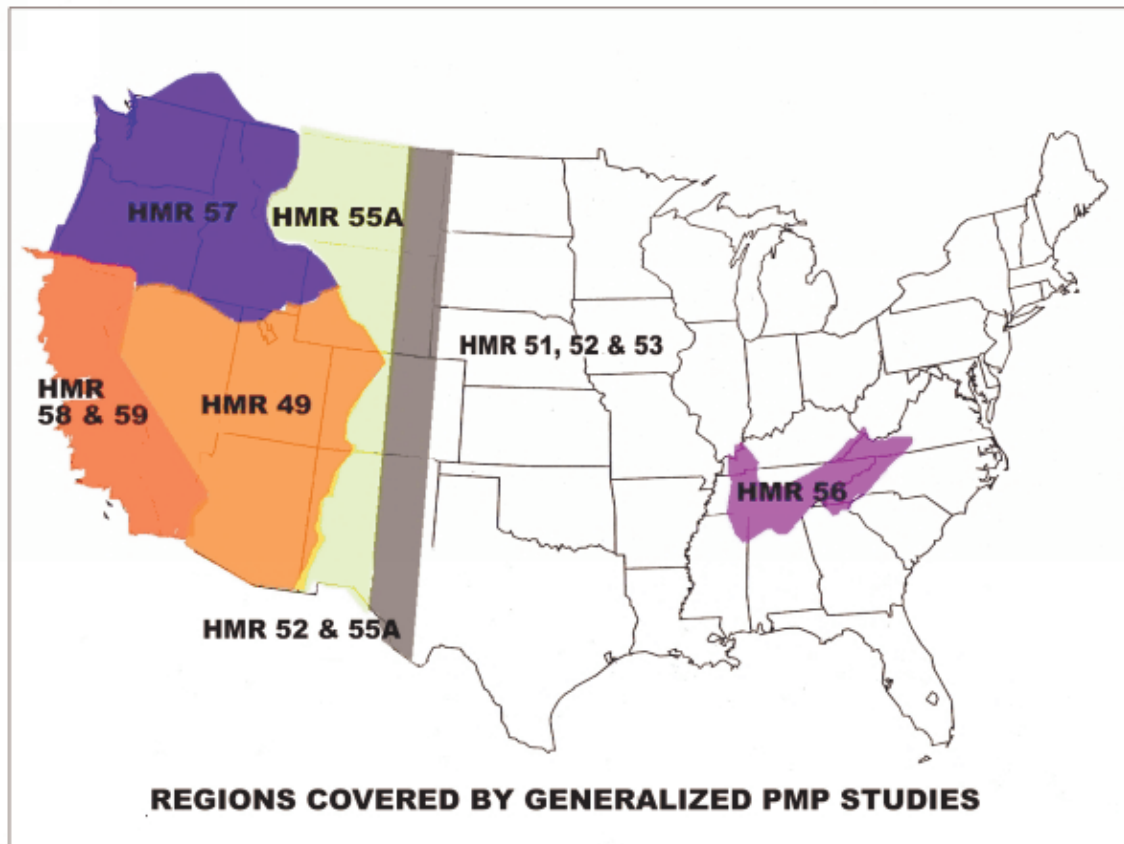 HMR 57
HMR 55A
HMR 51, 52 & 53
HMR
58 & 59
HMR 49
HMR 56
HMR 52 & 55A
REGIONS COVERED BY GENERALIZED PMP STUDIES